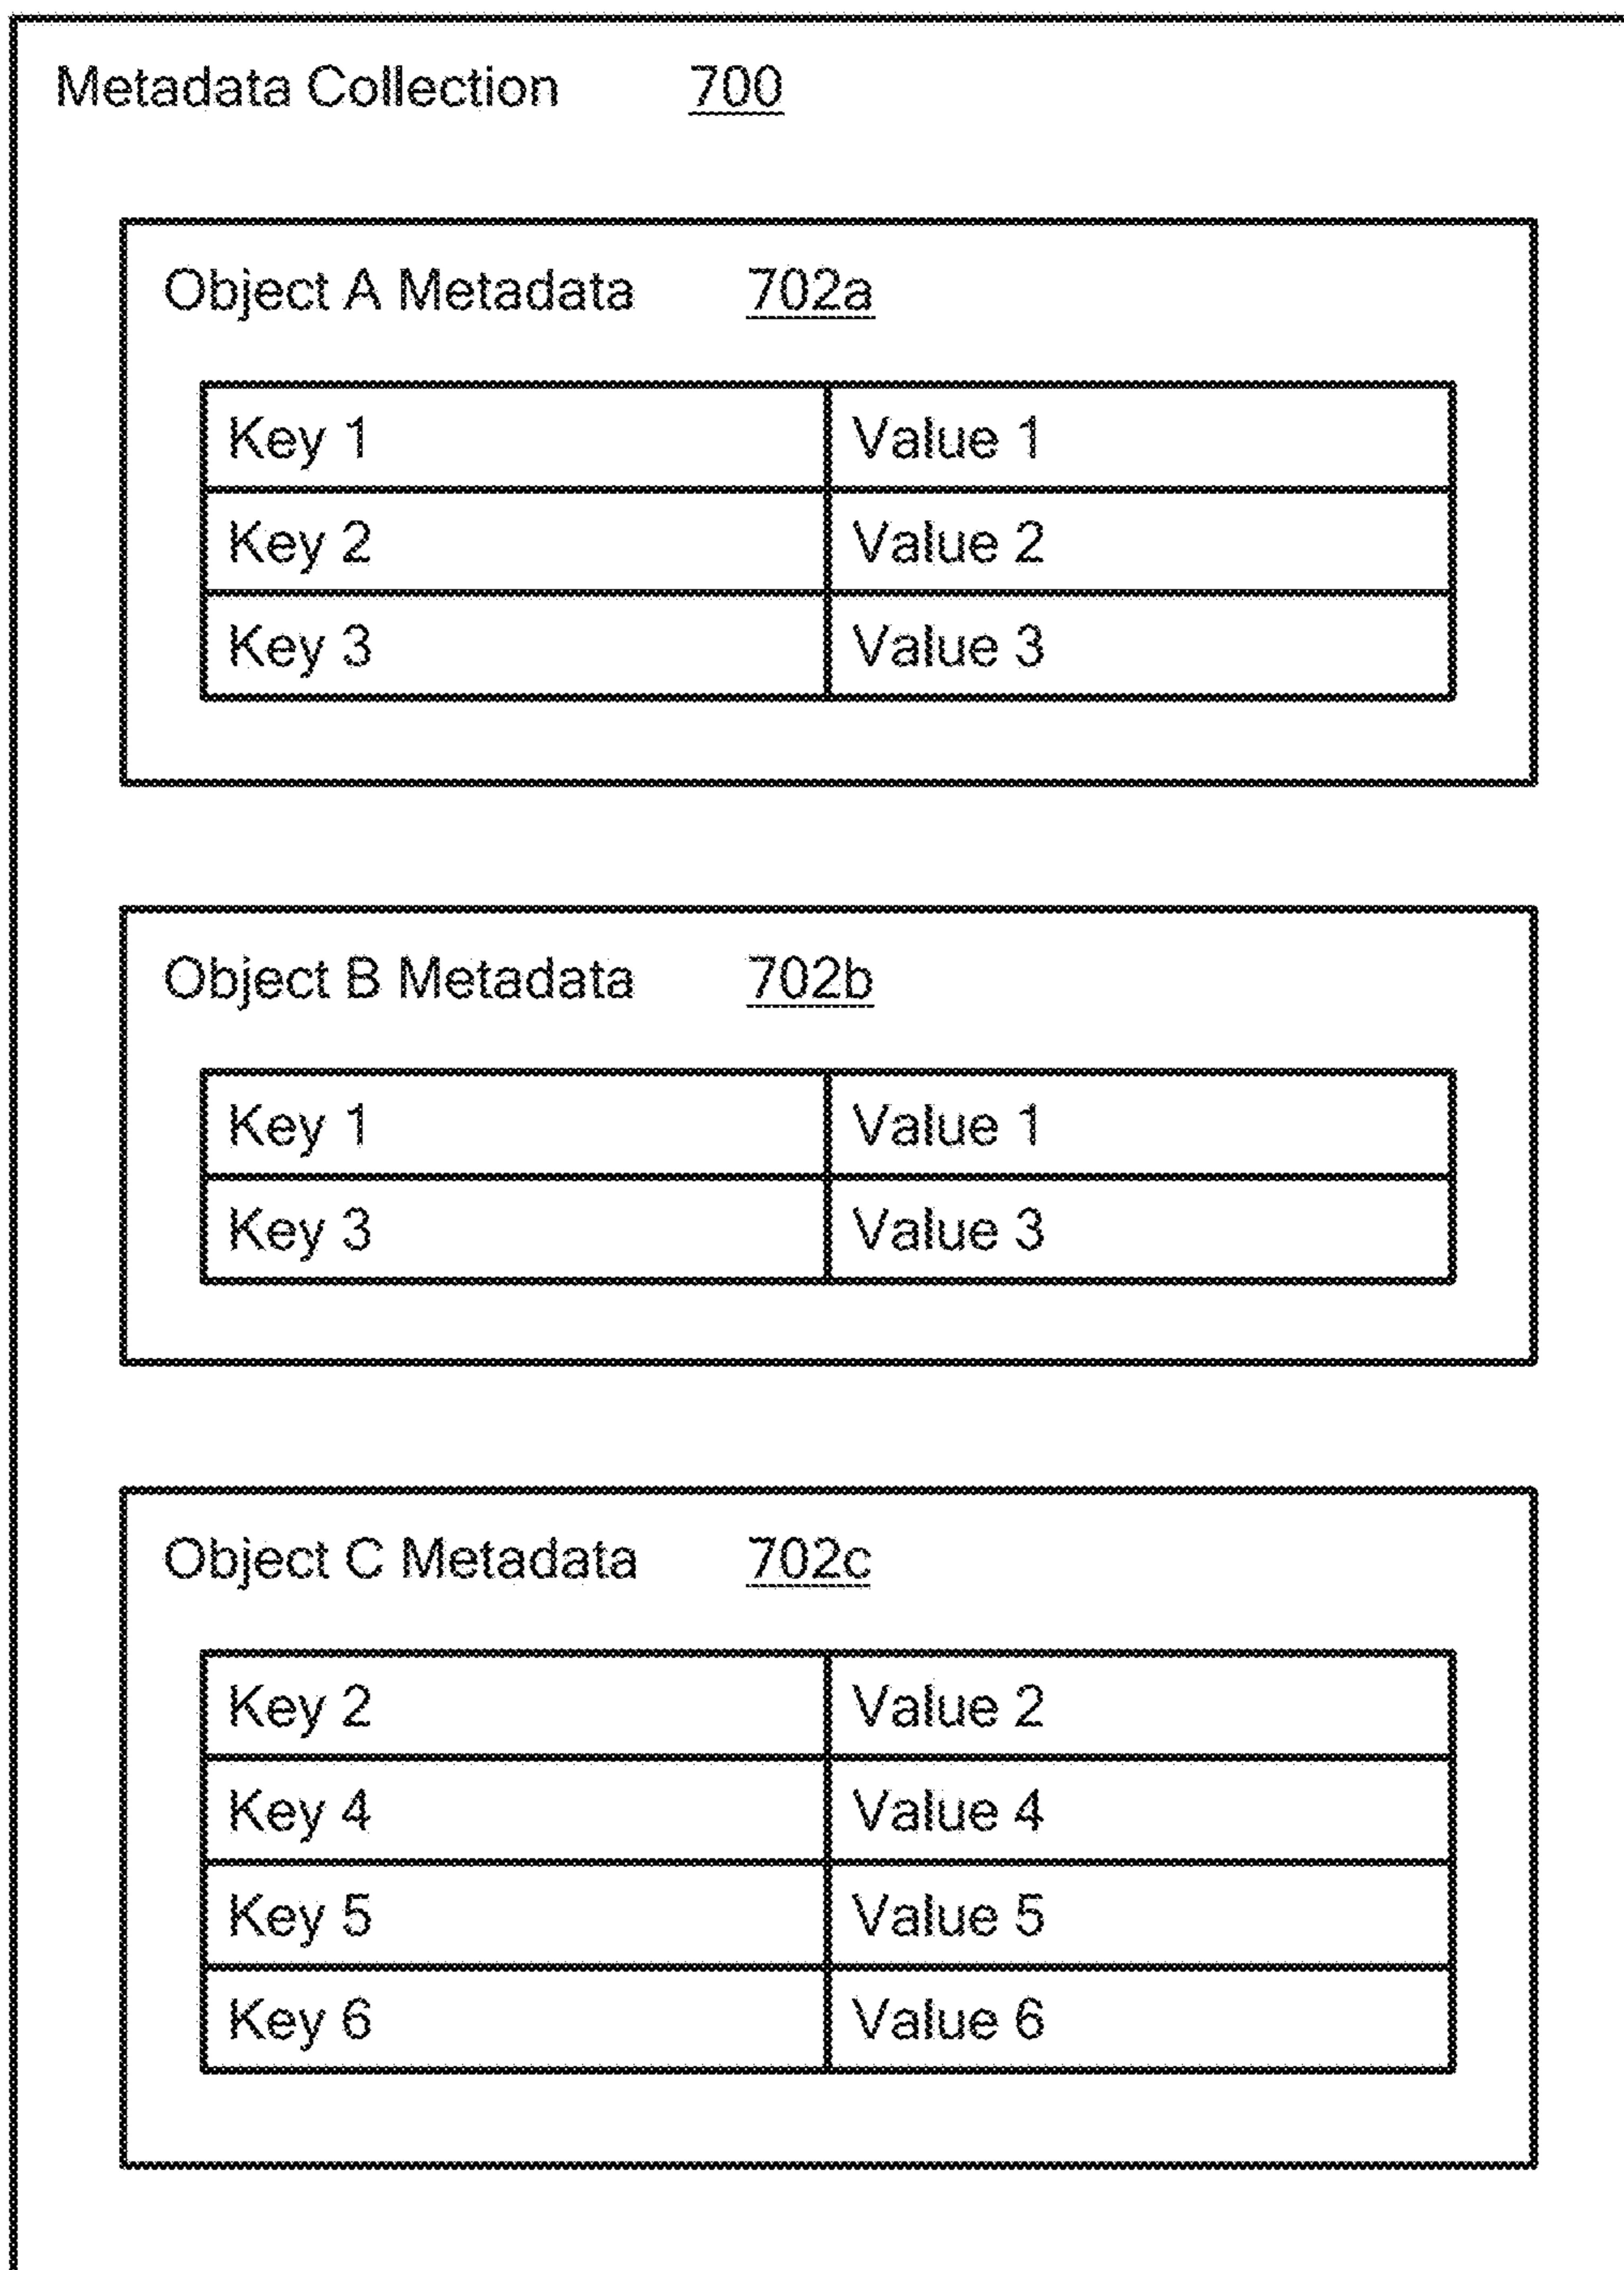 Metadata Collection 700
Object A Metadata 702a
Key 1 Value 1
Key 2 Value 2
Key 3 Value 3
Object B Metadata 702b
Key 1 Value 1
Key 3 Value 3
Object C Metadata 702c
Key 2 Value 2
Key 4 Value 4
Key 5 Value 5
Key 6 Value 6